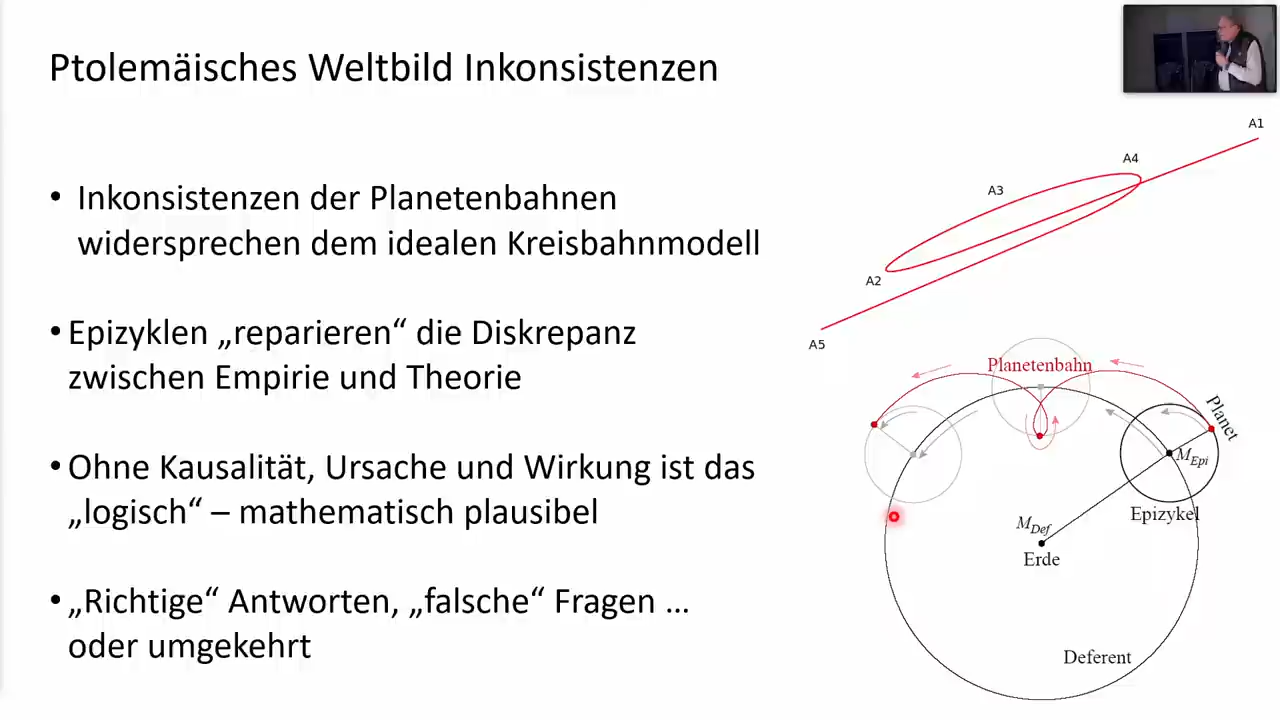 Ptolemäisches Weltbild Inkonsistenzen
• Inkonsistenzen der Planetenbahnen
widersprechen dem idealen Kreisbahnmodell
• Epizyklen „reparieren“ die Diskrepanz
zwischen Empirie und Theorie
• Ohne Kausalität, Ursache und Wirkung ist das
„logisch“ – mathematisch plausibel
• „Richtige“ Antworten, „falsche“ Fragen …
oder umgekehrt
A1
A4
A3
A2
A5
Planetenbahn
Planet
M_Epi
Epizykel
M_Def
Erde
Deferent